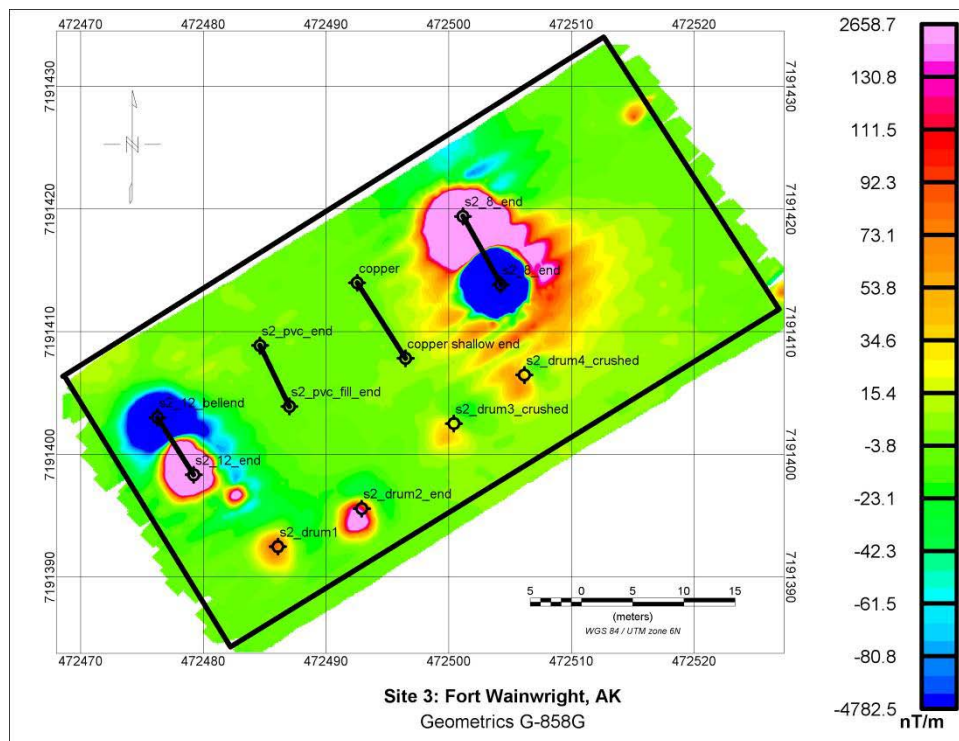 472470 472480 472490 472500 472510 472520
2658.7
130.8
111.5
92.3
73.1
53.8
34.6
15.4
-3.8
-23.1
-42.3
-61.5
-80.8
-4782.5
nT/m
7191430 7191430
N
7191420 7191420
s2_8_end
copper
s2_8_end
7191410 7191410
s2_pvc_end
copper shallow end
s2_drum4_crushed
s2_pvc_fill_end
s2_12_bellend
s2_drum3_crushed
7191400 7191400
s2_12_end
s2_drum2_end
s2_drum1
7191390 7191390
5 0 5 10 15
(meters)
WGS 84 / UTM zone 6N
472470 472480 472490 472500 472510 472520
Site 3: Fort Wainwright, AK
Geometrics G-858G